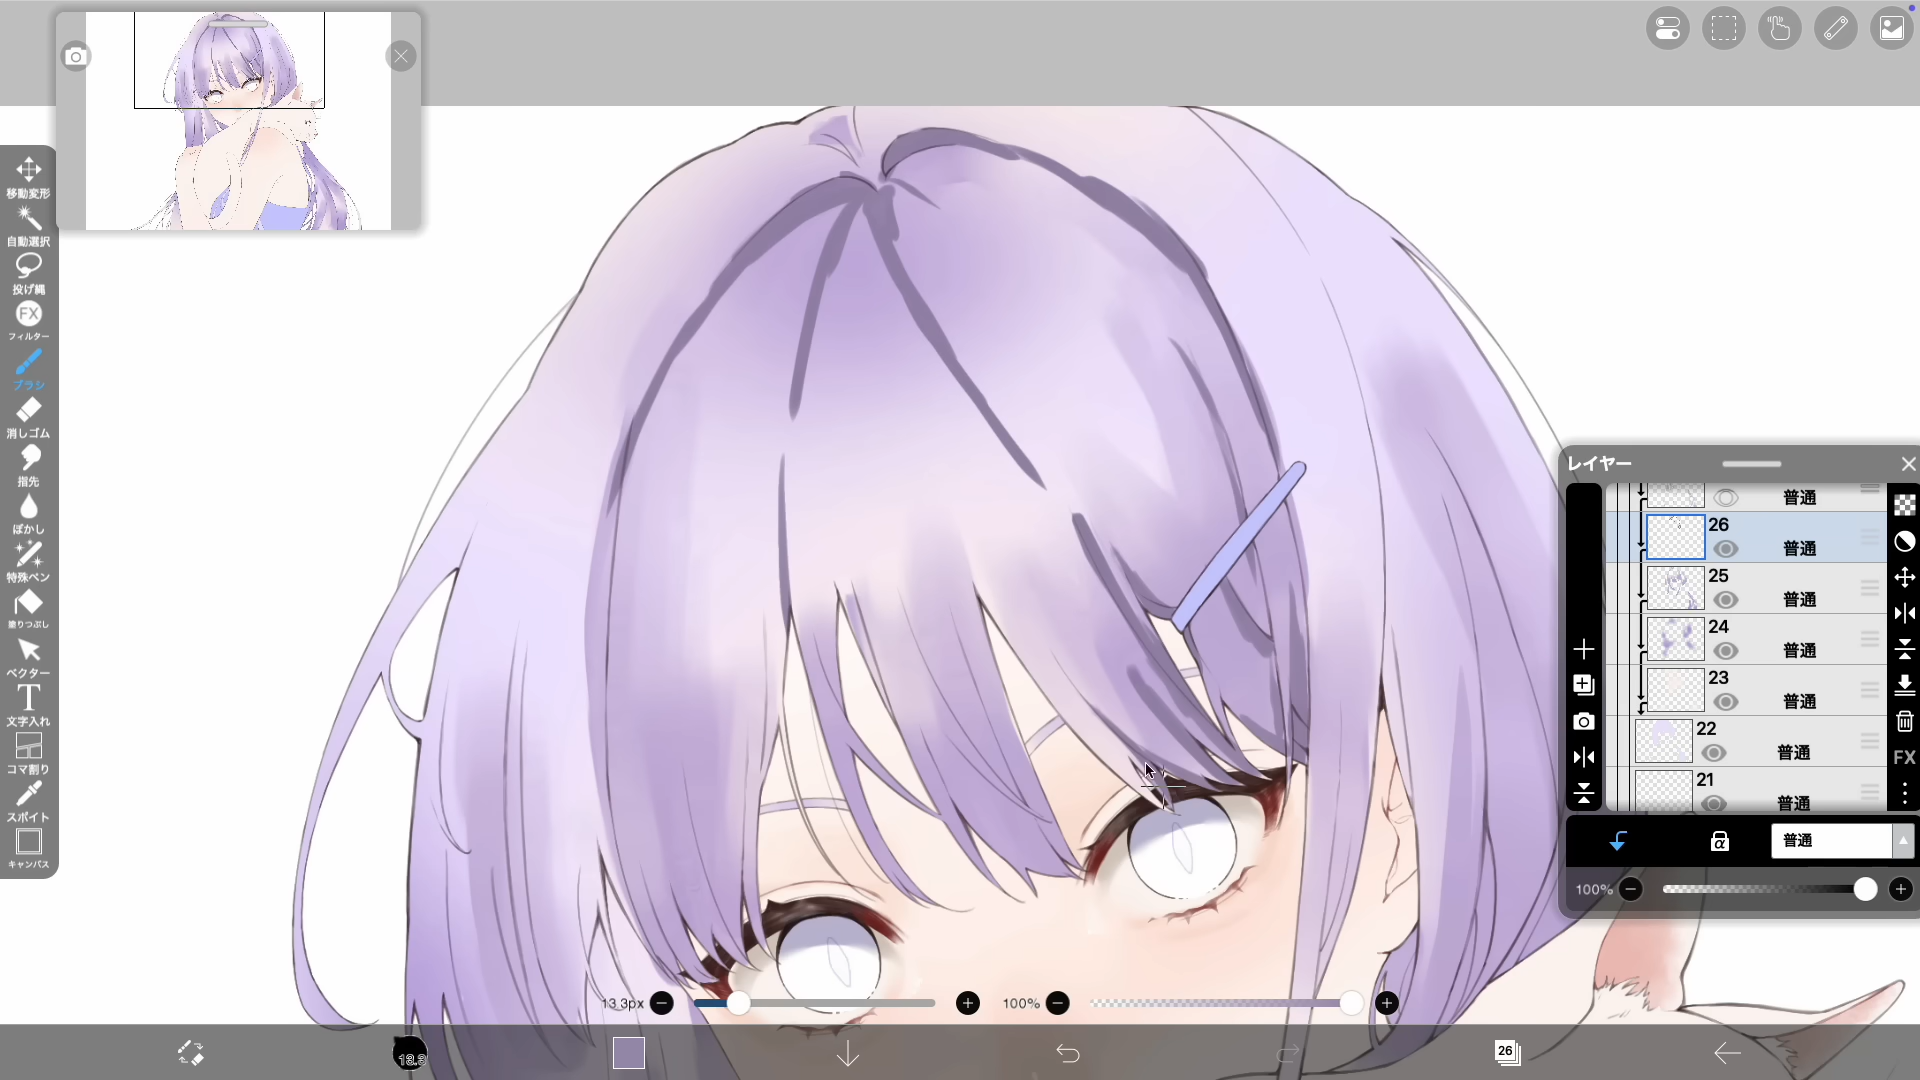 移動変形
自動選択
投げ縄
FX
フィルター
ブラシ
消しゴム
指先
ぼかし
特殊ペン
塗りつぶし
ベクター
T
文字入れ
コマ割り
スポイト
キャンバス
レイヤー
普通
26
普通
25
普通
24
普通
23
普通
22
普通
FX
21
普通
α
普通
100%
13.3px
100%
13.3
26